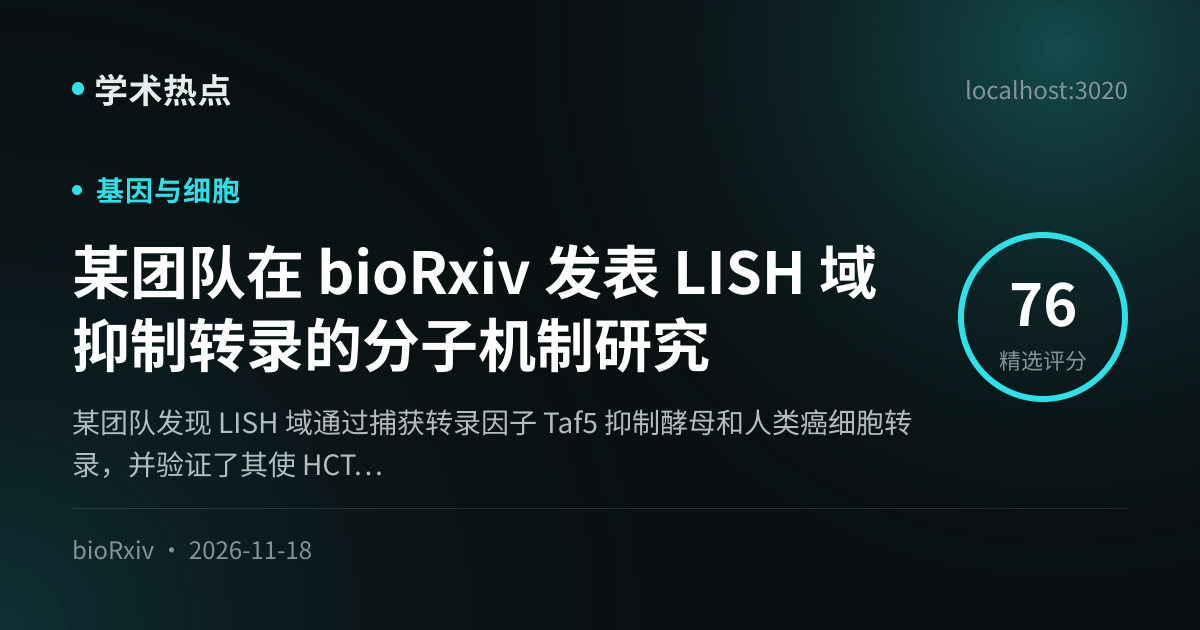 学术热点
localhost:3020
基因与细胞
某团队在 bioRxiv 发表 LISH 域
抑制转录的分子机制研究
76
精选评分
某团队发现 LISH 域通过捕获转录因子 Taf5 抑制酵母和人类癌细胞转
录，并验证了其使 HCT…
bioRxiv · 2026-11-18